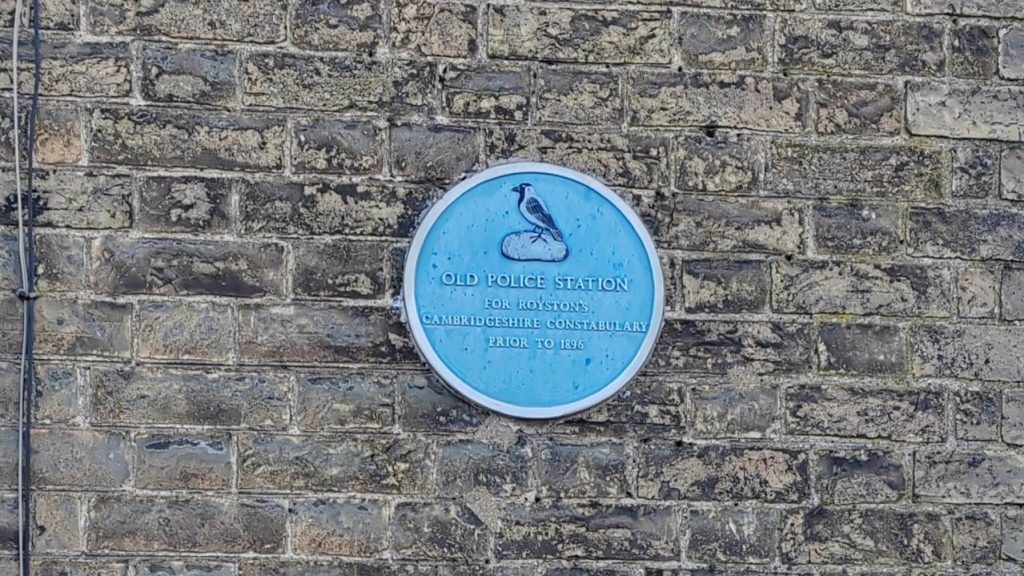 OLD POLICE STATION
FOR ROYSTON'S
CAMBRIDGESHIRE CONSTABULARY
PRIOR TO 1896